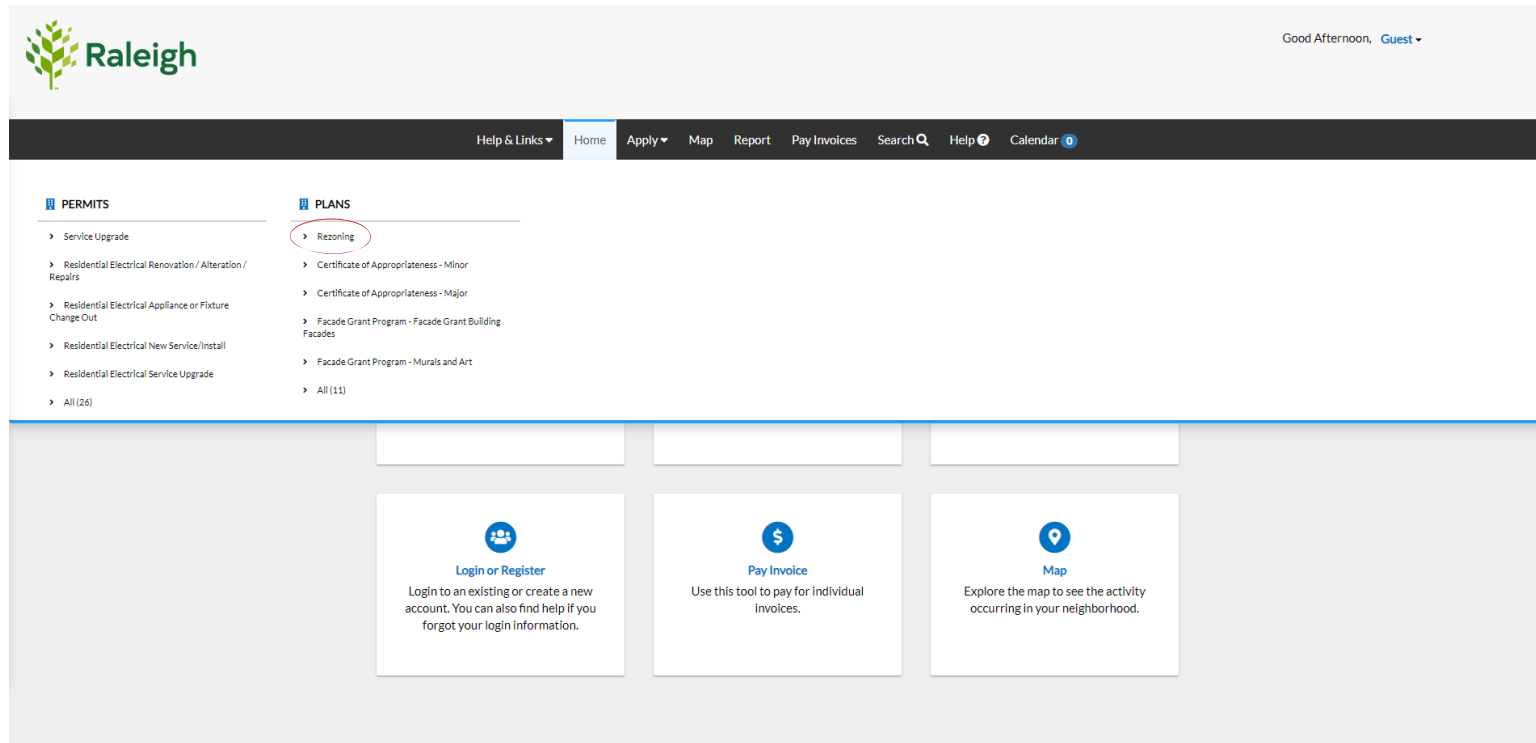 Raleigh
Good Afternoon, Guest
Help & Links Home Apply Map Report Pay Invoices Search Help Calendar 0
PERMITS
Service Upgrade
Residential Electrical Renovation / Alteration /
Repairs
Residential Electrical Appliance or Fixture
Change Out
Residential Electrical New Service/Install
Residential Electrical Service Upgrade
All (26)
PLANS
Rezoning
Certificate of Appropriateness - Minor
Certificate of Appropriateness - Major
Facade Grant Program - Facade Grant Building
Facades
Facade Grant Program - Murals and Art
All (11)
Login or Register
Login to an existing or create a new
account. You can also find help if you
forgot your login information.
Pay Invoice
Use this tool to pay for individual
invoices.
Map
Explore the map to see the activity
occurring in your neighborhood.